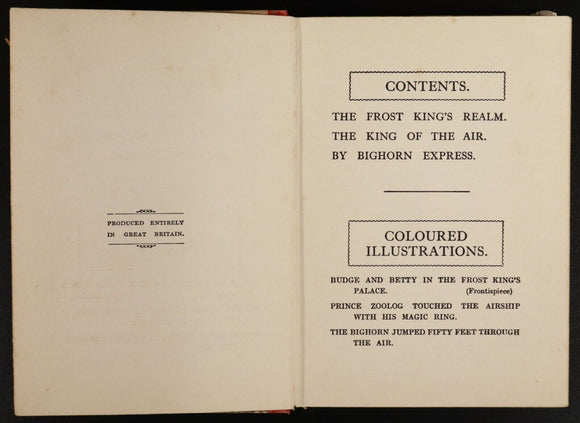 PRODUCED ENTIRELY
IN GREAT BRITAIN.
CONTENTS.
THE FROST KING'S REALM.
THE KING OF THE AIR.
BY BIGHORN EXPRESS.
COLOURED
ILLUSTRATIONS.
BUDGE AND BETTY IN THE FROST KING'S
PALACE. (Frontispiece)
PRINCE ZOOLOG TOUCHED THE AIRSHIP
WITH HIS MAGIC RING.
THE BIGHORN JUMPED FIFTY FEET THROUGH
THE AIR.